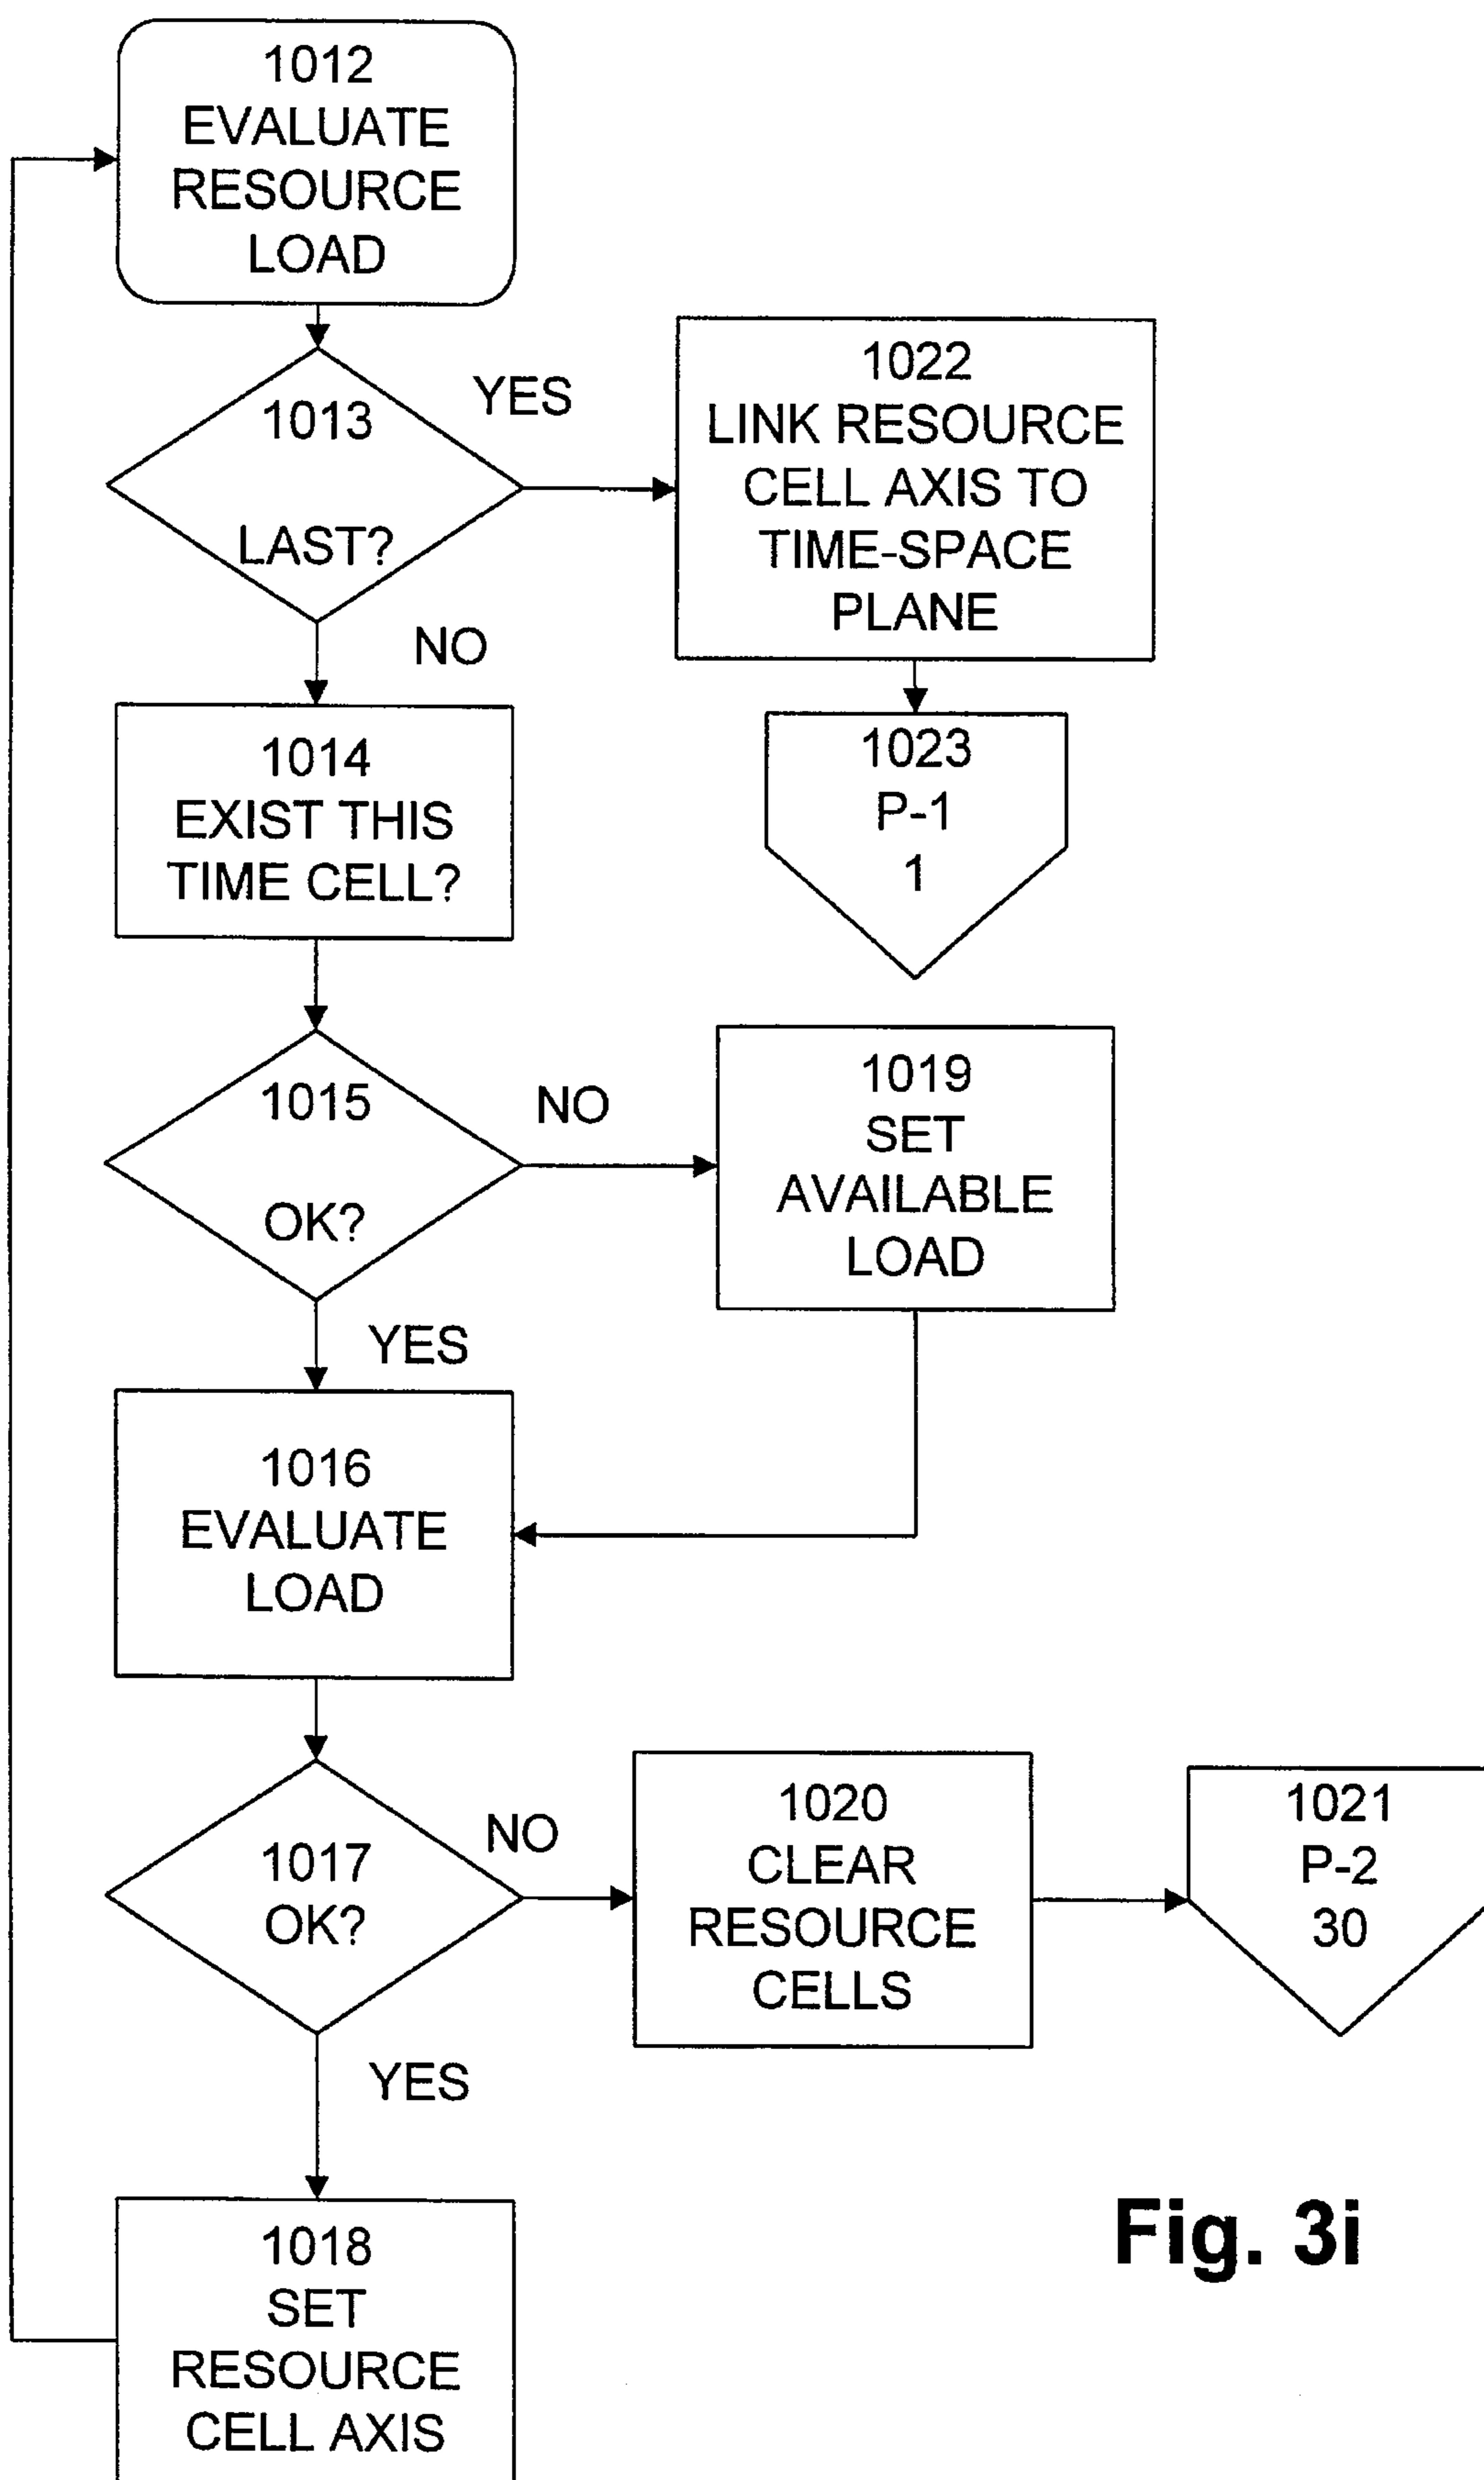 1012
EVALUATE
RESOURCE
LOAD
1013
LAST?
YES
1022
LINK RESOURCE
CELL AXIS TO
TIME-SPACE
PLANE
NO
1023
P-1
1
1014
EXIST THIS
TIME CELL?
1015
OK?
NO
1019
SET
AVAILABLE
LOAD
YES
1016
EVALUATE
LOAD
1017
OK?
NO
1020
CLEAR
RESOURCE
CELLS
1021
P-2
30
YES
1018
SET
RESOURCE
CELL AXIS
Fig. 3i